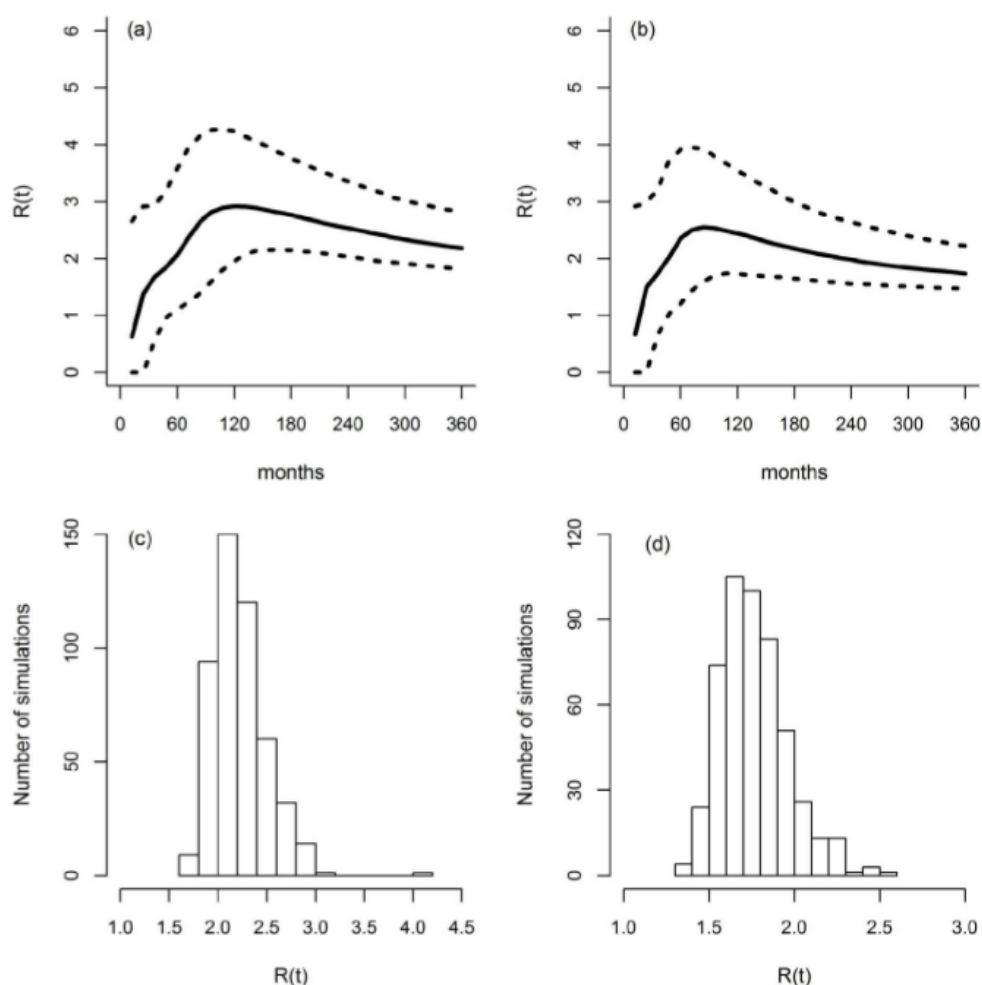 (a)
6
5
4
3
2
1
0
R(t)
0 60 120 180 240 300 360
months
(b)
6
5
4
3
2
1
0
R(t)
0 60 120 180 240 300 360
months
(c)
150
100
50
0
Number of simulations
1.0 1.5 2.0 2.5 3.0 3.5 4.0 4.5
R(t)
(d)
120
90
60
30
0
Number of simulations
1.0 1.5 2.0 2.5 3.0
R(t)